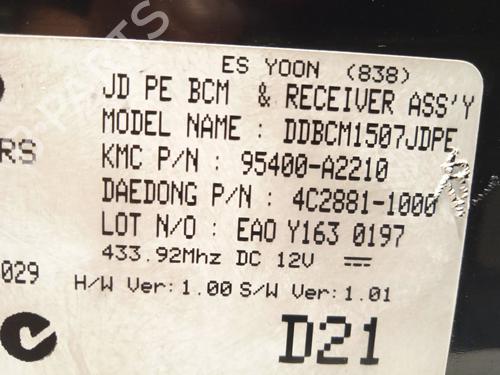 ES YOON (838)
JD PE BCM & RECEIVER ASS'Y
MODEL NAME : DDBCM1507JDPE
RS
KMC P/N : 95400-A2210
DAEDONG P/N : 4C2881-1000
LOT N/O : EAO Y163 0197
433.92Mhz DC 12V
029
H/W Ver: 1.00 S/W Ver: 1.01
D21